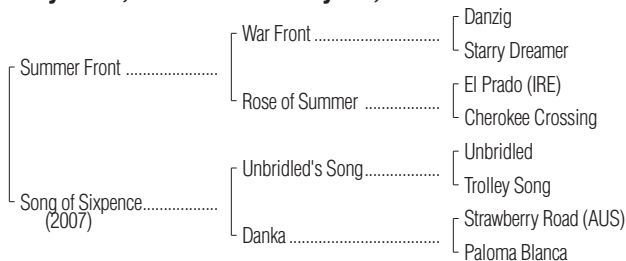 Danzig
War Front
Starry Dreamer
Summer Front
El Prado (IRE)
Rose of Summer
Cherokee Crossing
Unbridled
Unbridled's Song
Trolley Song
Song of Sixpence
(2007)
Strawberry Road (AUS)
Danka
Paloma Blanca